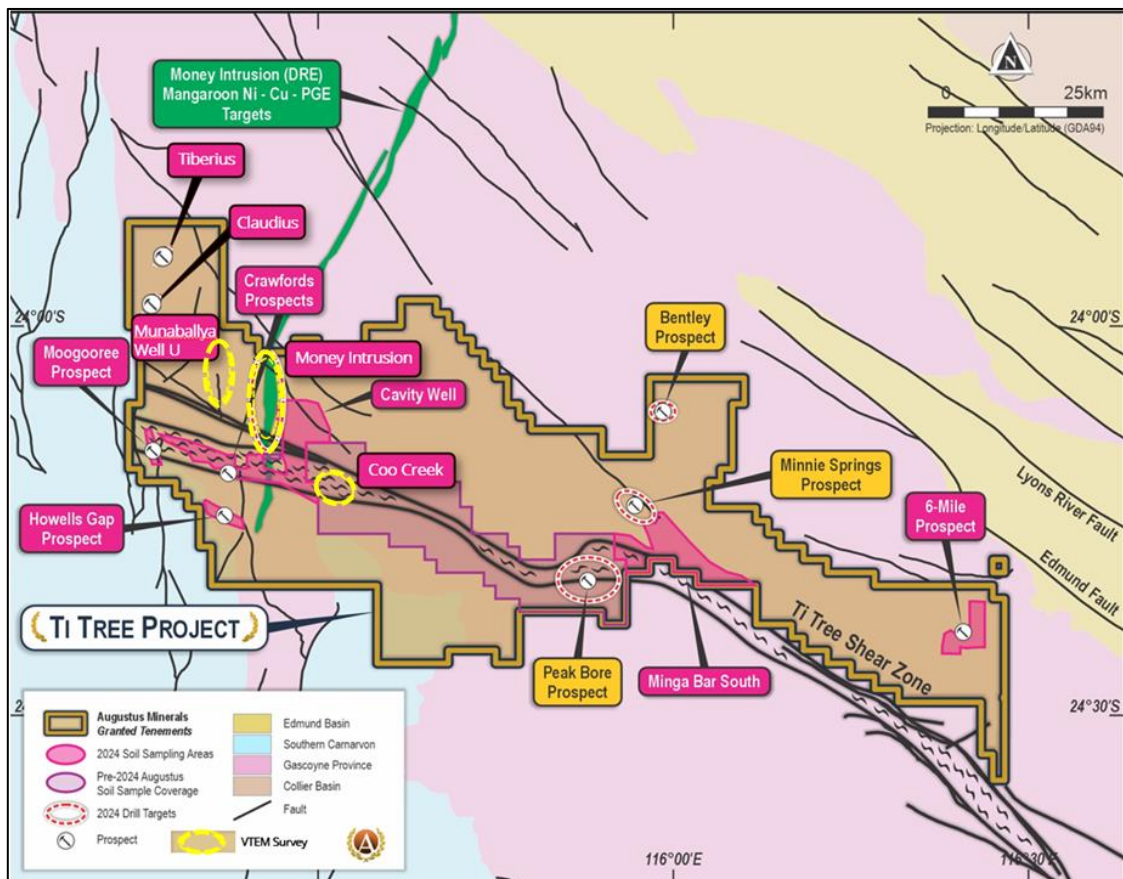 Money Intrusion (DRE)
Mangaroon Ni - Cu - PGE
Targets
N
0 25km
Projection: Longitude/Latitude (GDA94)
Tiberius
Claudius
Crawfords
Prospects
24°00'S
24°00'S
Munaballya
Well U
Moogooree
Prospect
Money Intrusion
Bentley
Prospect
Cavity Well
Coo Creek
Minnie Springs
Prospect
Lyons River Fault
Edmund Fault
6-Mile
Prospect
Howells Gap
Prospect
TI TREE PROJECT
Ti Tree Shear Zone
Peak Bore
Prospect
Minga Bar South
24°30'S
Augustus Minerals
Granted Tenements
2024 Soil Sampling Areas
Pre-2024 Augustus
Soil Sample Coverage
2024 Drill Targets
Prospect
Edmund Basin
Southern Carnarvon
Gascoyne Province
Collier Basin
Fault
VTEM Survey
A
116°00'E
116°30'E